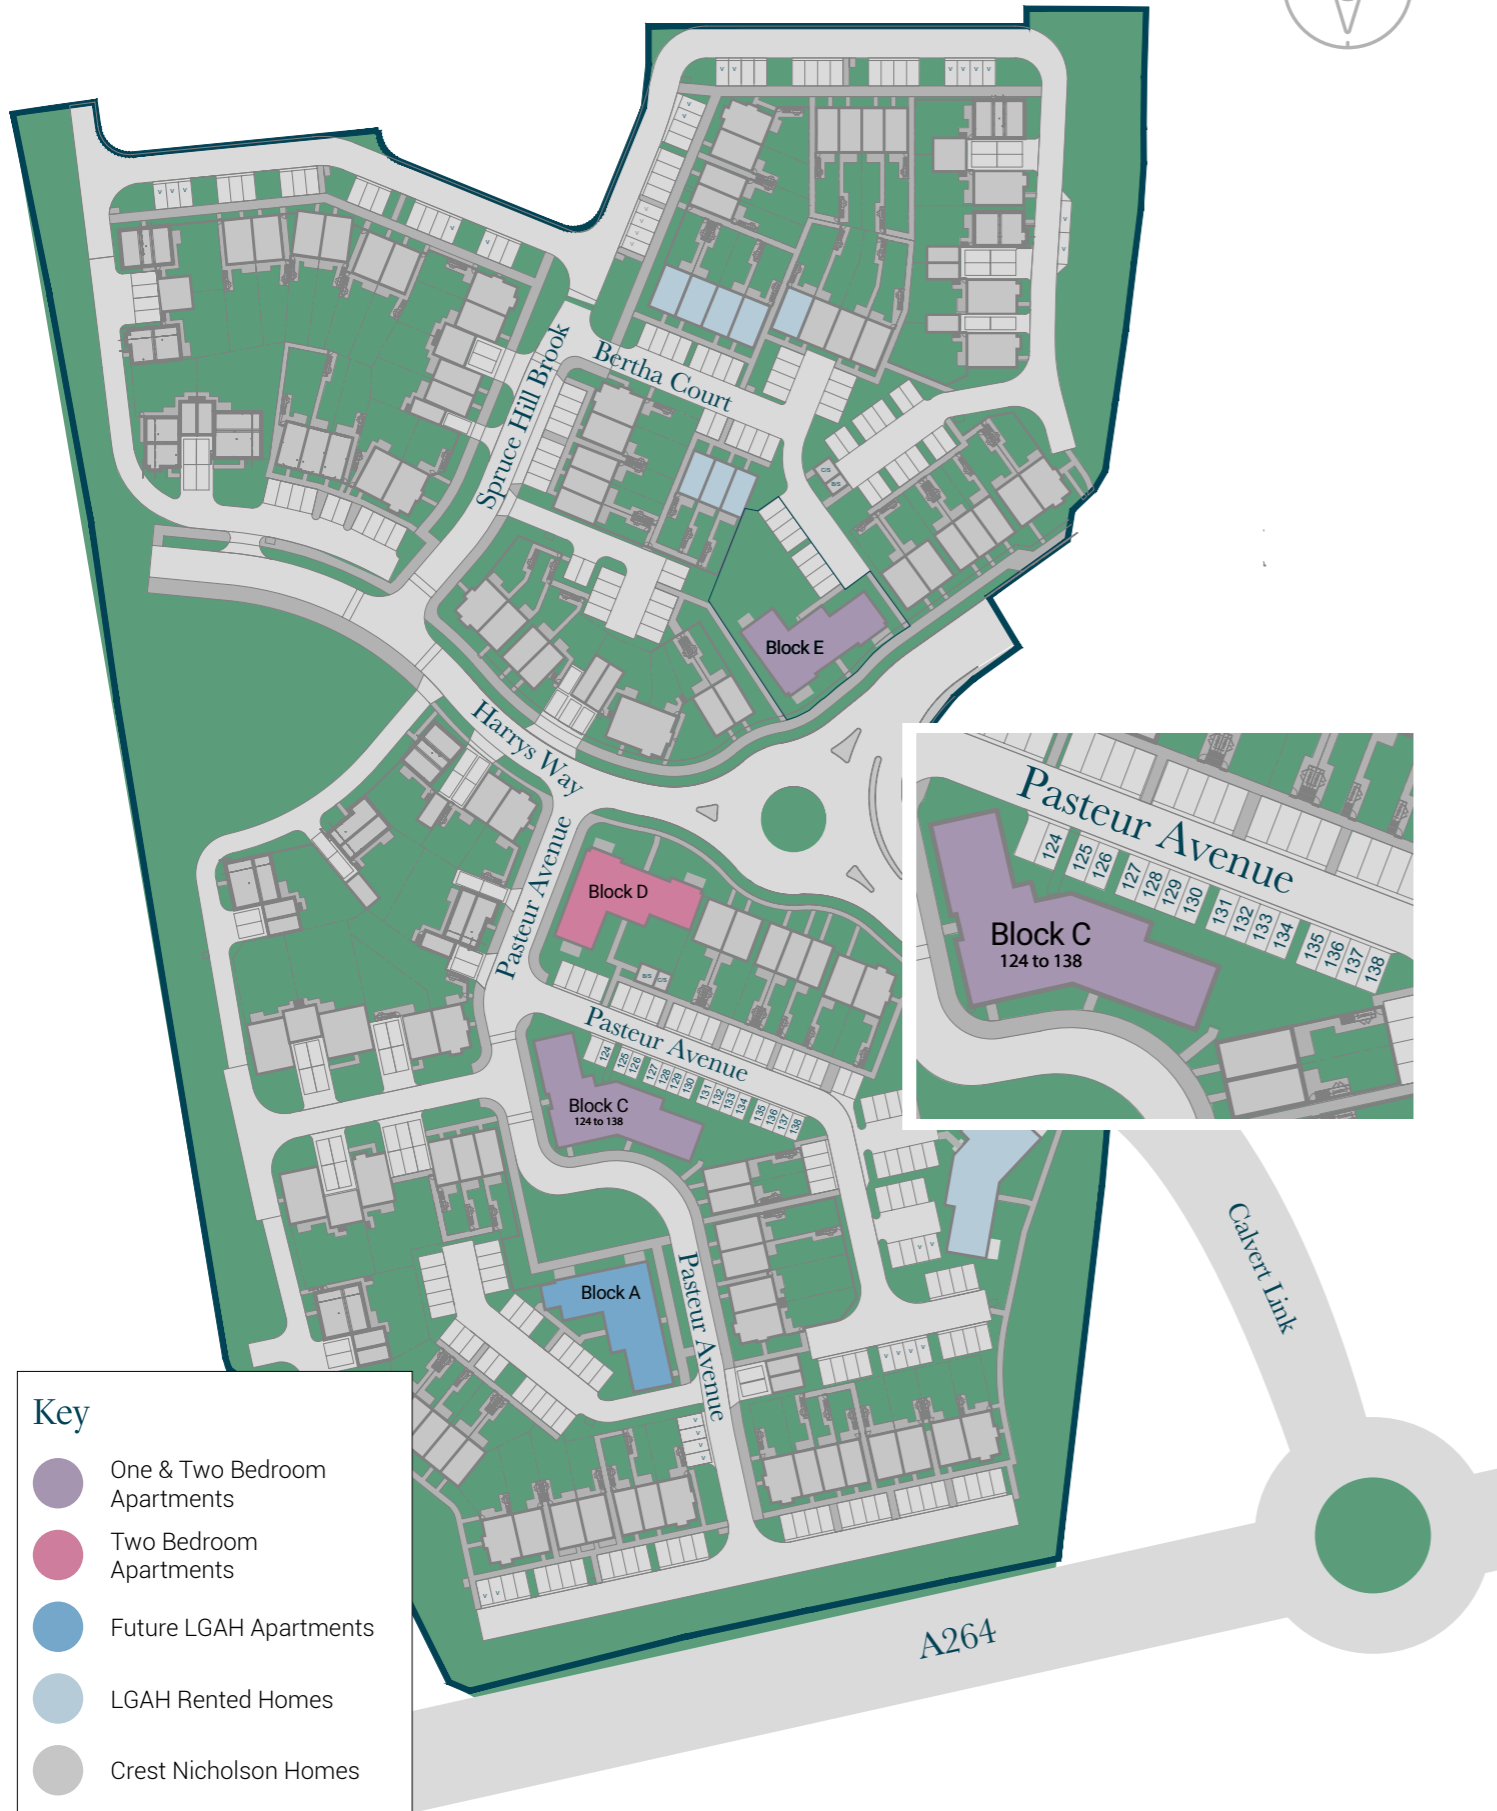 Bertha Court
Spruce Hill Brook
C/S
B/S
Block E
Harrys Way
Pasteur Avenue
Block D
B/S
C/S
Pasteur Avenue
124
125
126
127
128
129
130
131
132
133
134
135
136
137
138
Block C
124 to 138
Pasteur Avenue
124
125
126
127
128
129
130
131
132
133
134
135
136
137
138
Block C
124 to 138
Block A
Pasteur Avenue
Calvert Link
A264
Key
One & Two Bedroom
Apartments
Two Bedroom
Apartments
Future LGAH Apartments
LGAH Rented Homes
Crest Nicholson Homes